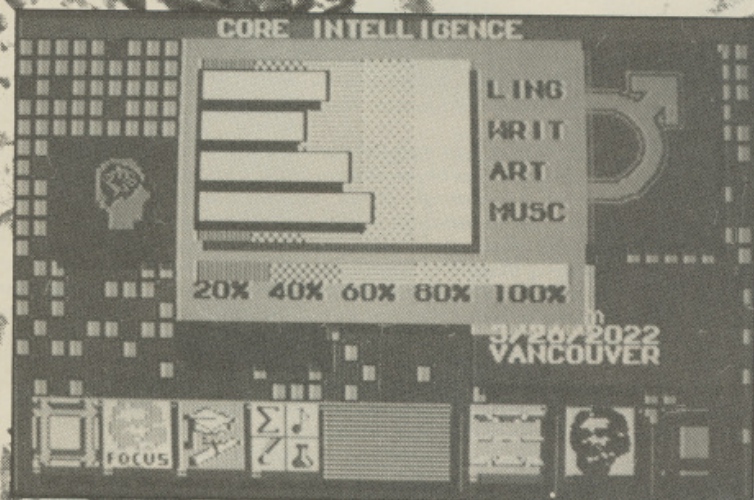 CORE INTELLIGENCE
LING
WRIT
ART
MUSC
20% 40% 60% 80% 100%
3/26/2022
VANCOUVER
FOCUS